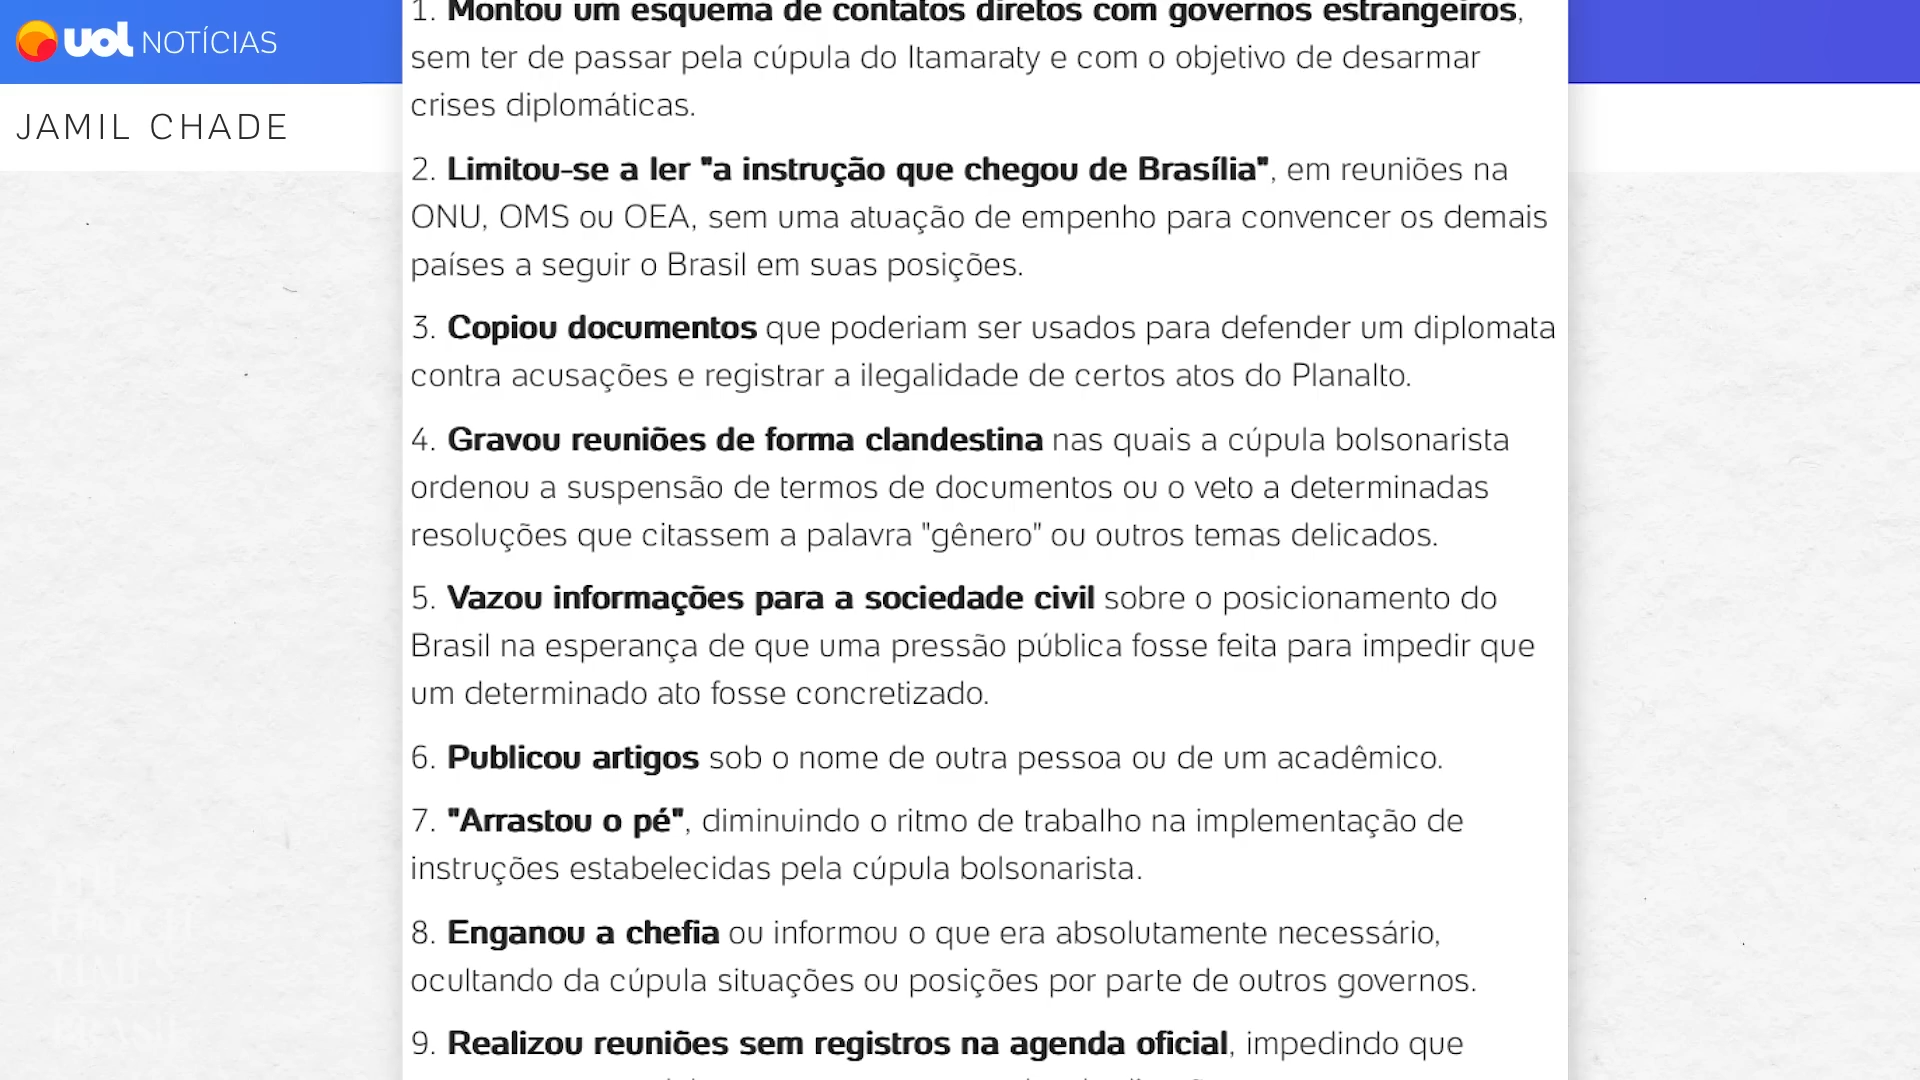 uol NOTÍCIAS
JAMIL CHADE
1. Montou um esquema de contatos diretos com governos estrangeiros,
sem ter de passar pela cúpula do Itamaraty e com o objetivo de desarmar
crises diplomáticas.
2. Limitou-se a ler "a instrução que chegou de Brasília", em reuniões na
ONU, OMS ou OEA, sem uma atuação de empenho para convencer os demais
países a seguir o Brasil em suas posições.
3. Copiou documentos que poderiam ser usados para defender um diplomata
contra acusações e registrar a ilegalidade de certos atos do Planalto.
4. Gravou reuniões de forma clandestina nas quais a cúpula bolsonarista
ordenou a suspensão de termos de documentos ou o veto a determinadas
resoluções que citassem a palavra "gênero" ou outros temas delicados.
5. Vazou informações para a sociedade civil sobre o posicionamento do
Brasil na esperança de que uma pressão pública fosse feita para impedir que
um determinado ato fosse concretizado.
6. Publicou artigos sob o nome de outra pessoa ou de um acadêmico.
7. "Arrastou o pé", diminuindo o ritmo de trabalho na implementação de
instruções estabelecidas pela cúpula bolsonarista.
8. Enganou a chefia ou informou o que era absolutamente necessário,
ocultando da cúpula situações ou posições por parte de outros governos.
9. Realizou reuniões sem registros na agenda oficial, impedindo que
THE
EPOCH
TIMES
BRASIL